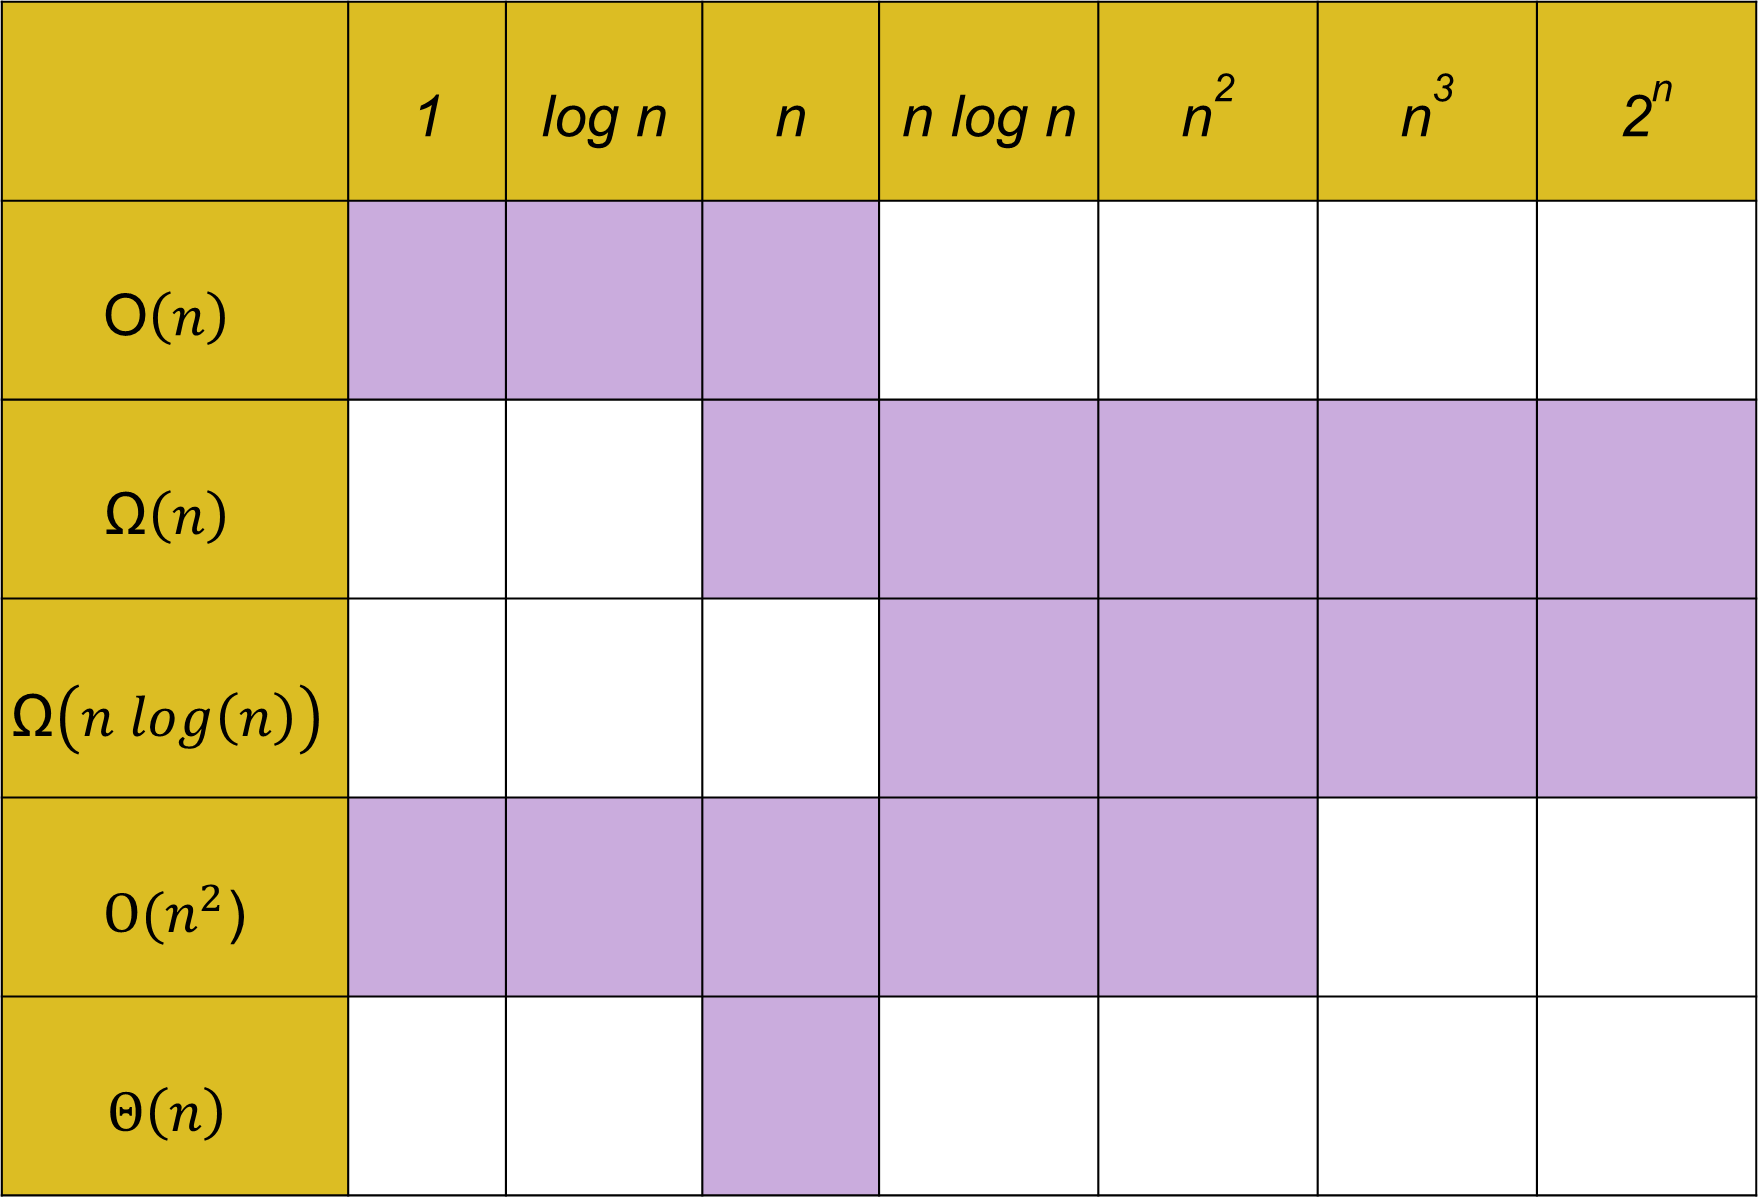 1 log n n n log n n² n³ 2ⁿ
O(n)
Ω(n)
Ω(n log(n))
O(n²)
Θ(n)